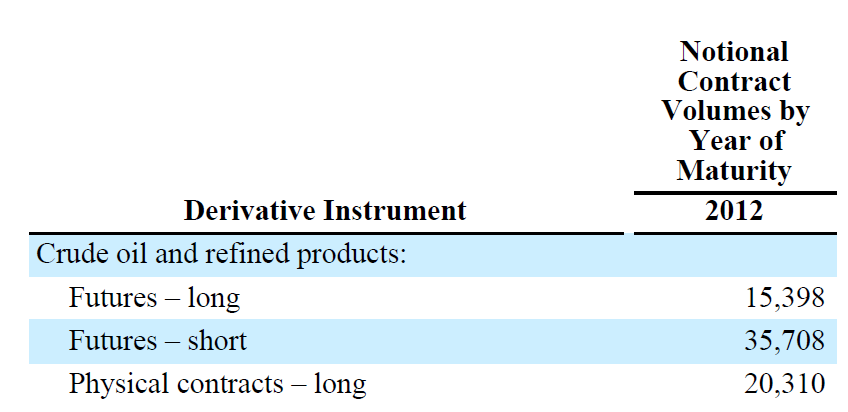 Notional
Contract
Volumes by
Year of
Maturity
Derivative Instrument 2012
Crude oil and refined products:
Futures – long 15,398
Futures – short 35,708
Physical contracts – long 20,310